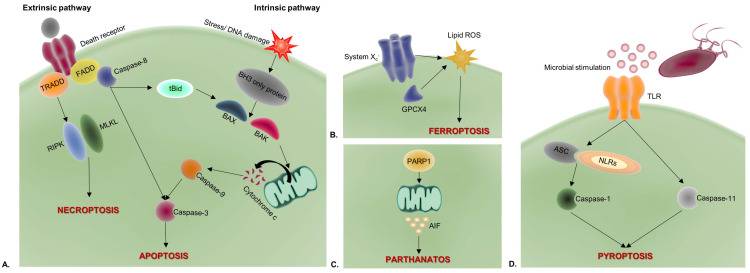 Extrinsic pathway
Intrinsic pathway
Death receptor
Stress/ DNA damage
TRADD
FADD
Caspase-8
tBid
BH3 only protein
BAX
BAK
RIPK
MLKL
Caspase-9
Cytochrome c
Caspase-3
NECROPTOSIS
APOPTOSIS
A.
System Xc
Lipid ROS
GPCX4
FERROPTOSIS
B.
PARP1
AIF
PARTHANATOS
C.
Microbial stimulation
TLR
ASC
NLRs
Caspase-1
Caspase-11
PYROPTOSIS
D.